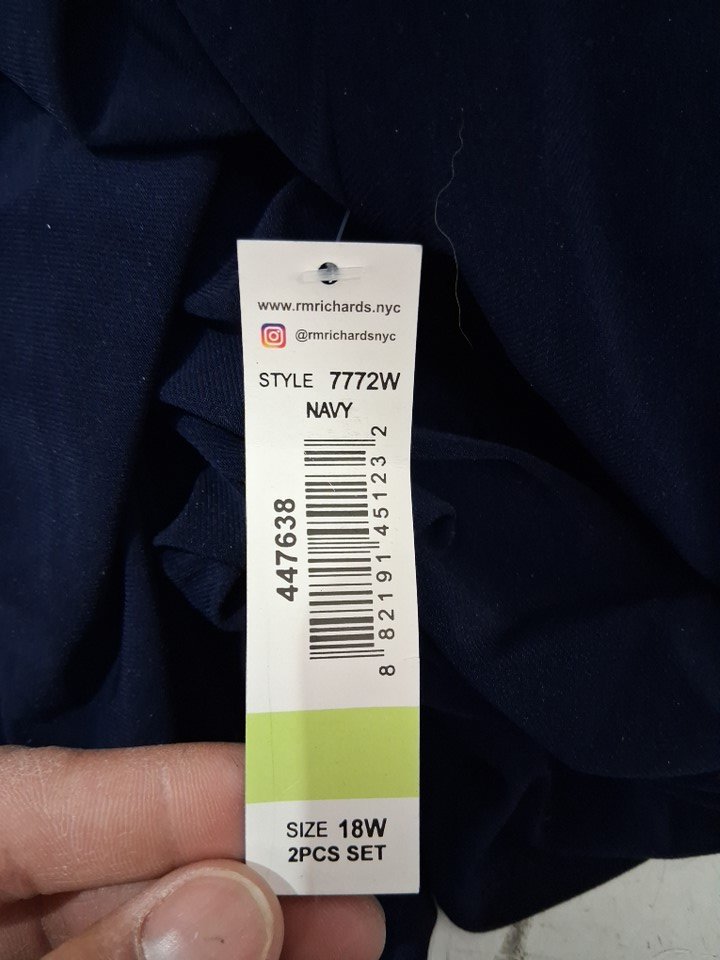 www.rmrichards.nyc
@rmrichardsnyc
STYLE 7772W
NAVY
447638
8 82191 45123 2
SIZE 18W
2PCS SET